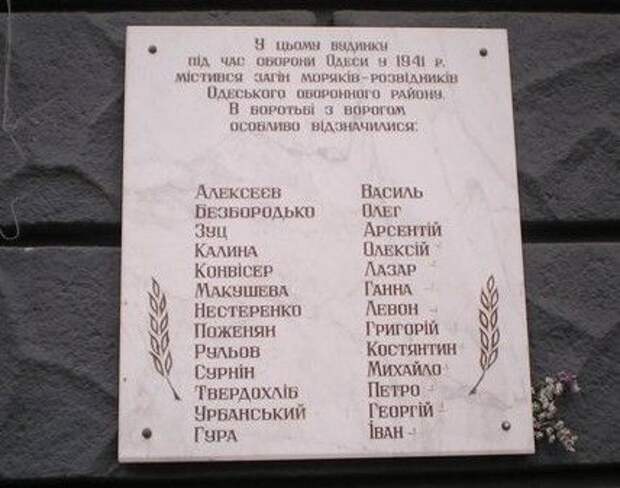 У цьому будинку
під час оборони Одеси у 1941 р.
містився загін моряків-розвідників
Одеського оборонного району.
В боротьбі з ворогом
особливо відзначилися:
Алексеєв Василь
Безбородько Олег
Зуц Арсентій
Калина Олексій
Конвісер Лазар
Макушева Ганна
Нестеренко Левон
Поженян Григорій
Рульов Костянтин
Сурнін Михайло
Твердохліб Петро
Урбанський Георгій
Гура Іван